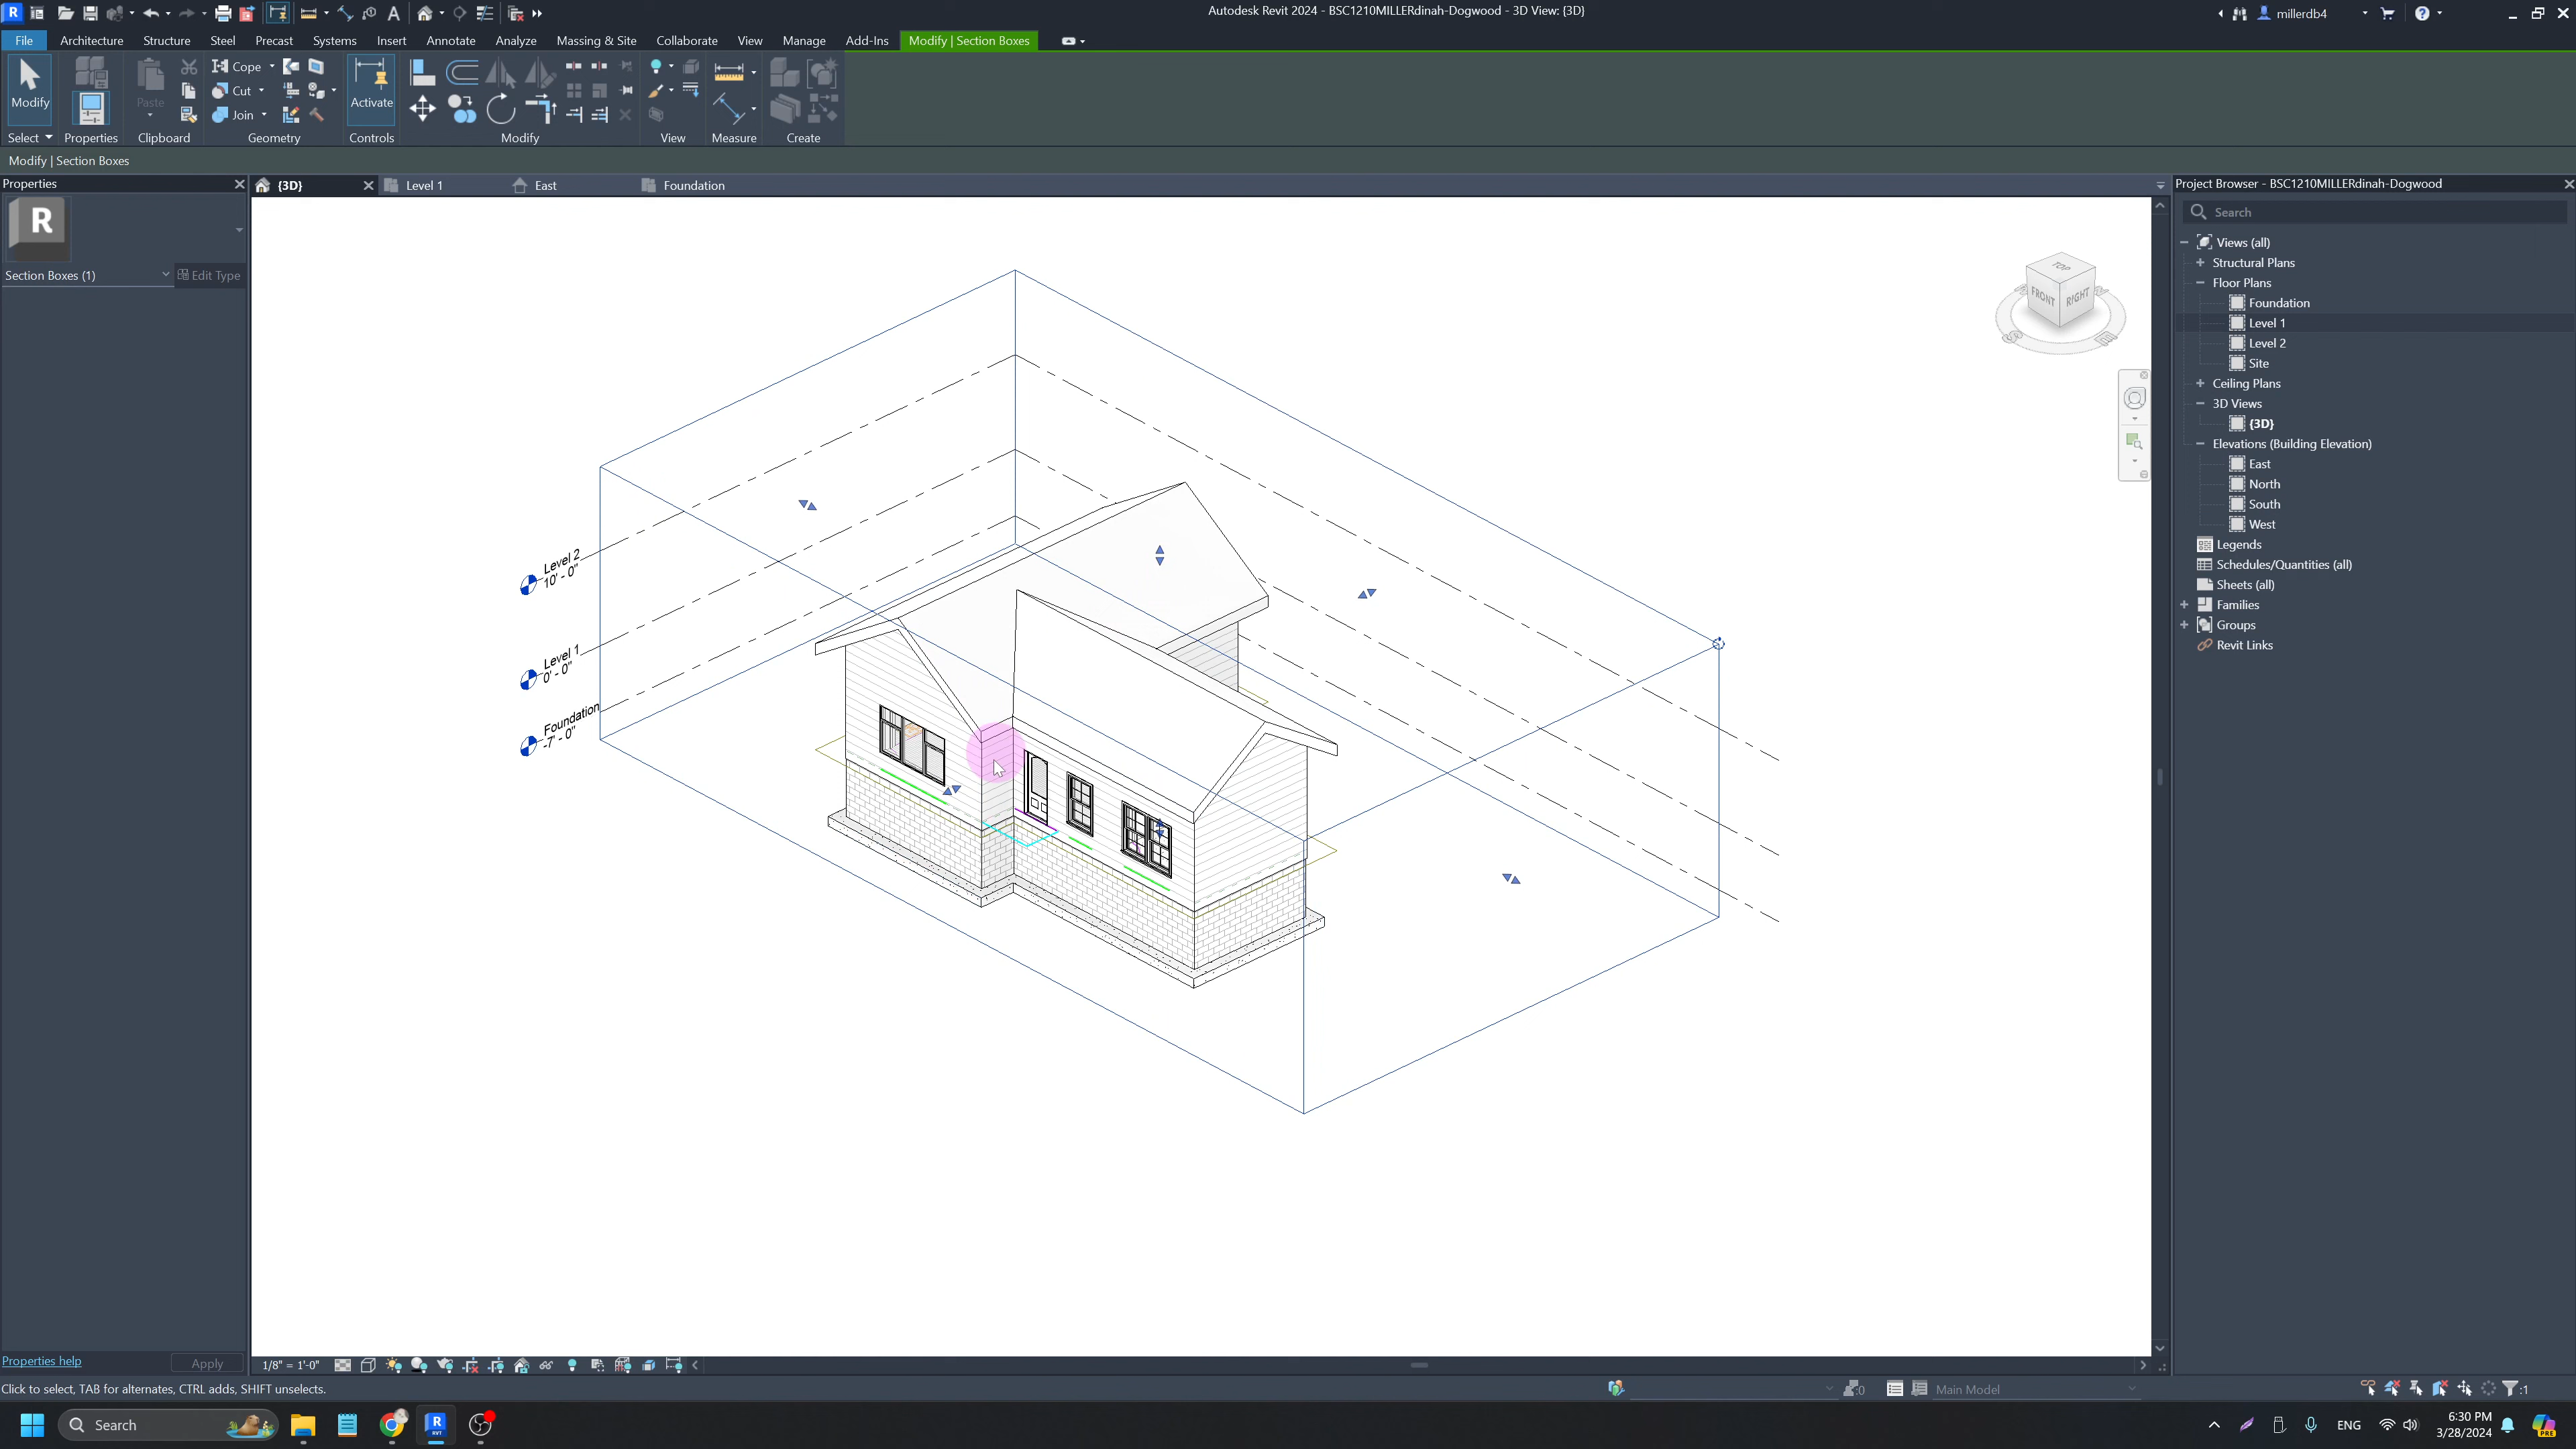 Autodesk Revit 2024 - BSC1210MILLERdinah-Dogwood - 3D View: {3D}
millerdb4
File Architecture Structure Steel Precast Systems Insert Annotate Analyze Massing & Site Collaborate View Manage Add-Ins Modify | Section Boxes
Modify
Paste
Cope
Cut
Join
Activate
Select Properties Clipboard Geometry Controls Modify View Measure Create
Modify | Section Boxes
Properties
R
Section Boxes (1)
Edit Type
{3D} Level 1 East Foundation
Level 2
10' - 0"
Level 1
0' - 0"
Foundation
-7' - 0"
TOP
FRONT
RIGHT
Project Browser - BSC1210MILLERdinah-Dogwood
Search
Views (all)
Structural Plans
Floor Plans
Foundation
Level 1
Level 2
Site
Ceiling Plans
3D Views
{3D}
Elevations (Building Elevation)
East
North
South
West
Legends
Schedules/Quantities (all)
Sheets (all)
Families
Groups
Revit Links
Properties help
Apply
1/8" = 1'-0"
Click to select, TAB for alternates, CTRL adds, SHIFT unselects.
:0
Main Model
:1
Search
ENG
6:30 PM
3/28/2024